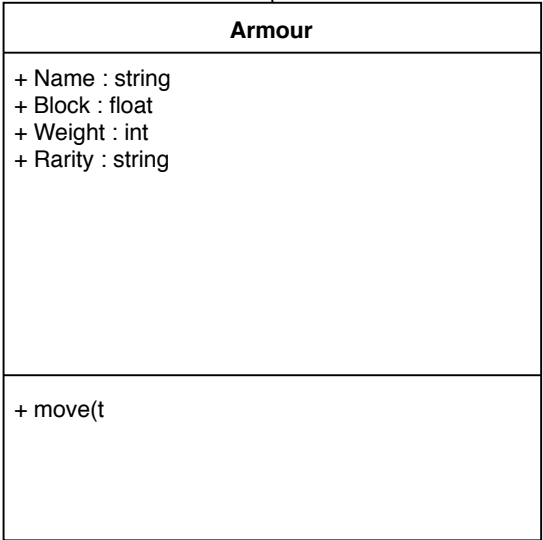 Armour
+ Name : string
+ Block : float
+ Weight : int
+ Rarity : string
+ move(t